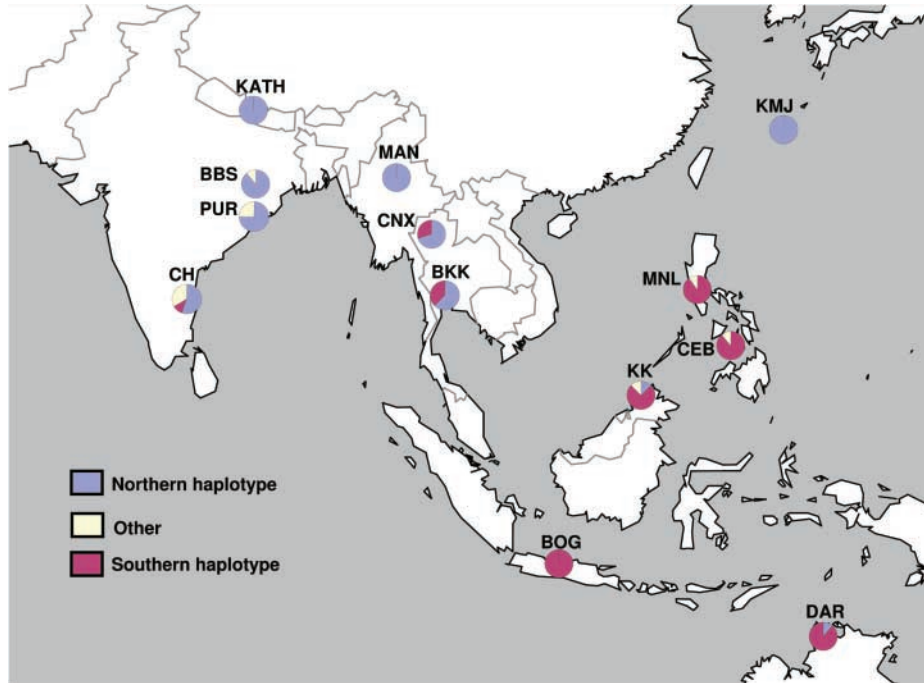 KATH
KMJ
MAN
BBS
PUR
CNX
CH
BKK
MNL
CEB
KK
Northern haplotype
Other
Southern haplotype
BOG
DAR